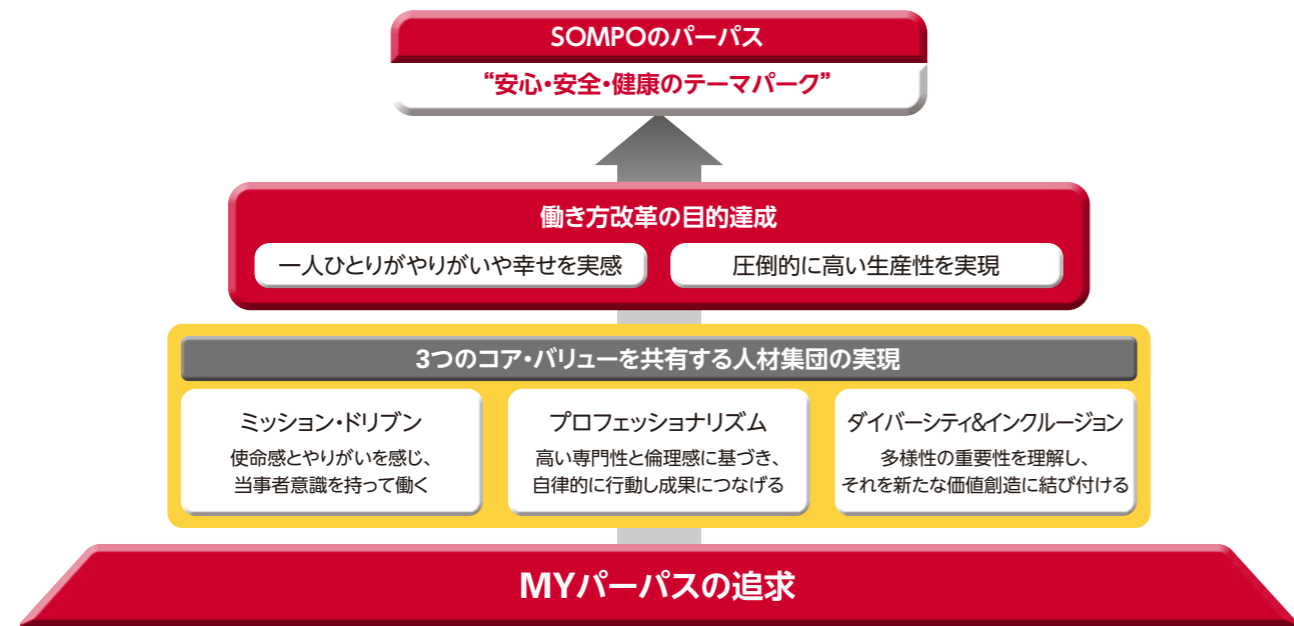 SOMPOのパーパス
“安心・安全・健康のテーマパーク”
働き方改革の目的達成
一人ひとりがやりがいや幸せを実感
圧倒的に高い生産性を実現
3つのコア・バリューを共有する人材集団の実現
ミッション・ドリブン
使命感とやりがいを感じ、
当事者意識を持って働く
プロフェッショナリズム
高い専門性と倫理感に基づき、
自律的に行動し成果につなげる
ダイバーシティ&インクルージョン
多様性の重要性を理解し、
それを新たな価値創造に結び付ける
MYパーパスの追求